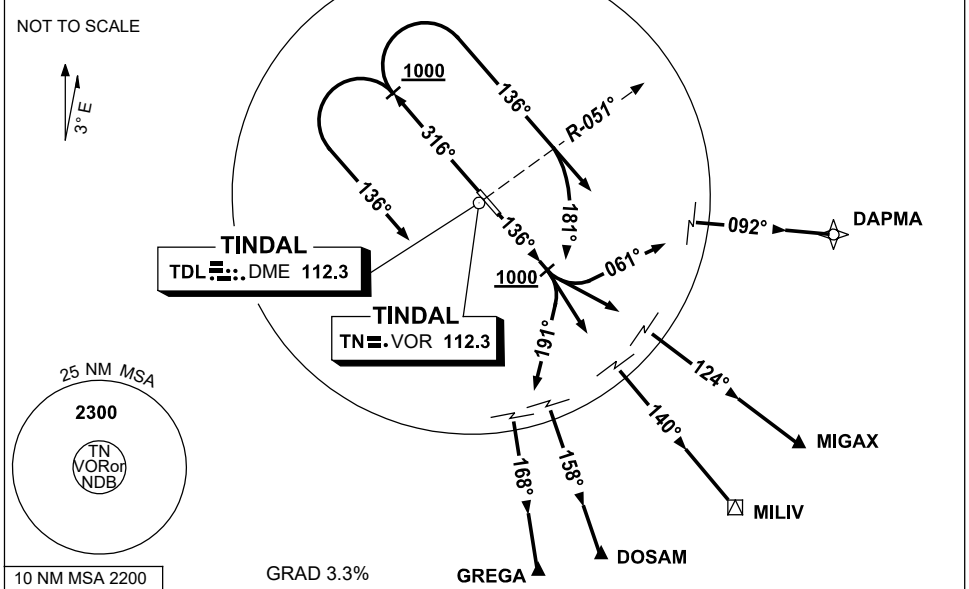 NOT TO SCALE
3° E
1000
136°
316°
R-051°
136°
136°
181°
061°
1000
191°
092°
DAPMA
TINDAL
TDL DME 112.3
TINDAL
TN VOR 112.3
124°
MIGAX
140°
MILIV
158°
DOSAM
168°
GREGA
25 NM MSA
2300
TN
VORor
NDB
10 NM MSA 2200
GRAD 3.3%